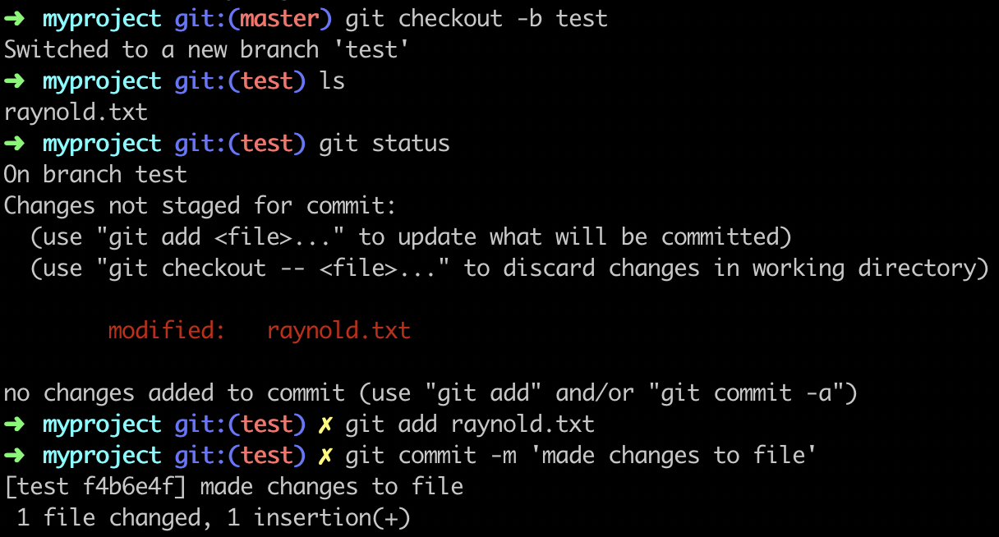 ➜ myproject git:(master) git checkout -b test
Switched to a new branch 'test'
➜ myproject git:(test) ls
raynold.txt
➜ myproject git:(test) git status
On branch test
Changes not staged for commit:
  (use "git add <file>..." to update what will be committed)
  (use "git checkout -- <file>..." to discard changes in working directory)
        modified:   raynold.txt
no changes added to commit (use "git add" and/or "git commit -a")
➜ myproject git:(test) ✗ git add raynold.txt
➜ myproject git:(test) ✗ git commit -m 'made changes to file'
[test f4b6e4f] made changes to file
 1 file changed, 1 insertion(+)